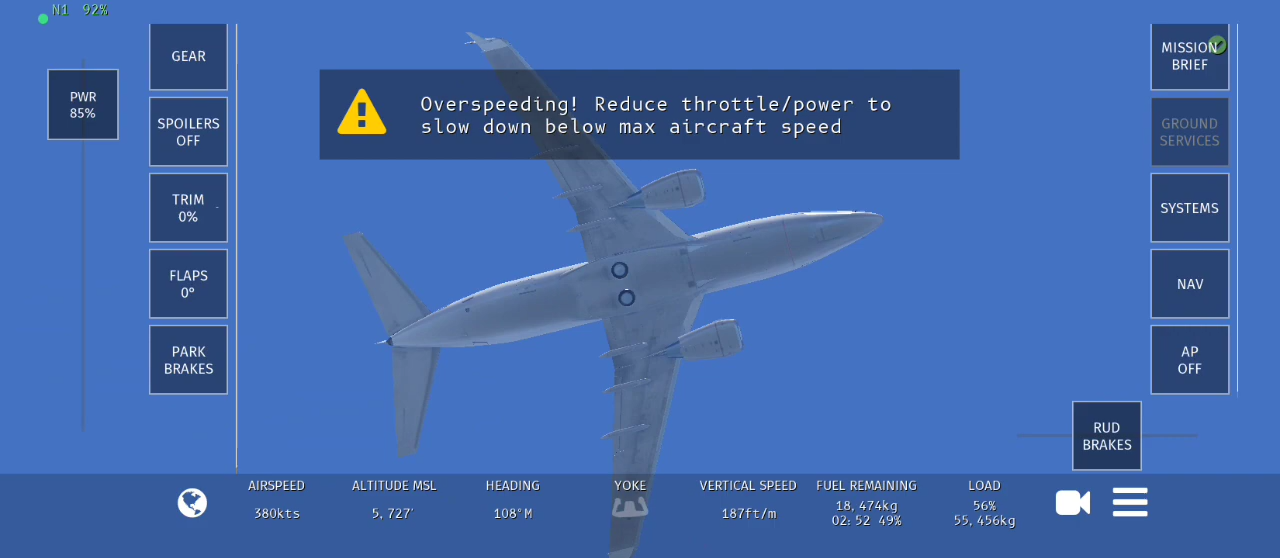 N1 92%
PWR
85%
GEAR
SPOILERS
OFF
TRIM
0%
FLAPS
0°
PARK
BRAKES
Overspeeding! Reduce throttle/power to
slow down below max aircraft speed
MISSION
BRIEF
GROUND
SERVICES
SYSTEMS
NAV
AP
OFF
RUD
BRAKES
AIRSPEED
380kts
ALTITUDE MSL
5,727'
HEADING
108°M
YOKE
VERTICAL SPEED
187ft/m
FUEL REMAINING
18,474kg
02:52 49%
LOAD
56%
55,456kg